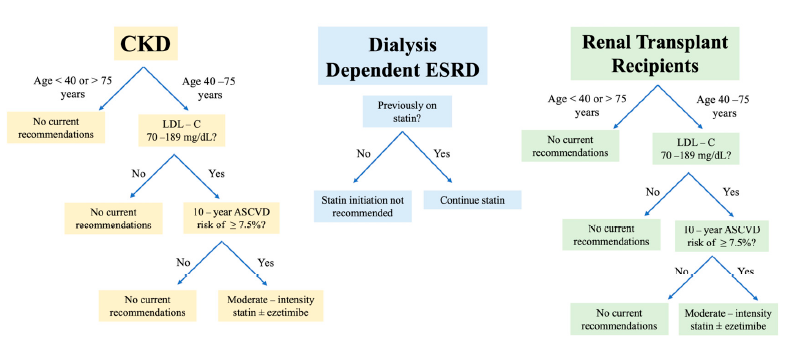 CKD
Age < 40 or > 75
years
Age 40 –75
years
No current
recommendations
LDL – C
70 –189 mg/dL?
No
Yes
No current
recommendations
10 – year ASCVD
risk of ≥ 7.5%?
No
Yes
No current
recommendations
Moderate – intensity
statin ± ezetimibe
Dialysis
Dependent ESRD
Previously on
statin?
No
Yes
Statin initiation not
recommended
Continue statin
Renal Transplant
Recipients
Age < 40 or > 75
years
Age 40 –75
years
No current
recommendations
LDL – C
70 –189 mg/dL?
No
Yes
No current
recommendations
10 – year ASCVD
risk of ≥ 7.5%?
No
Yes
No current
recommendations
Moderate – intensity
statin ± ezetimibe